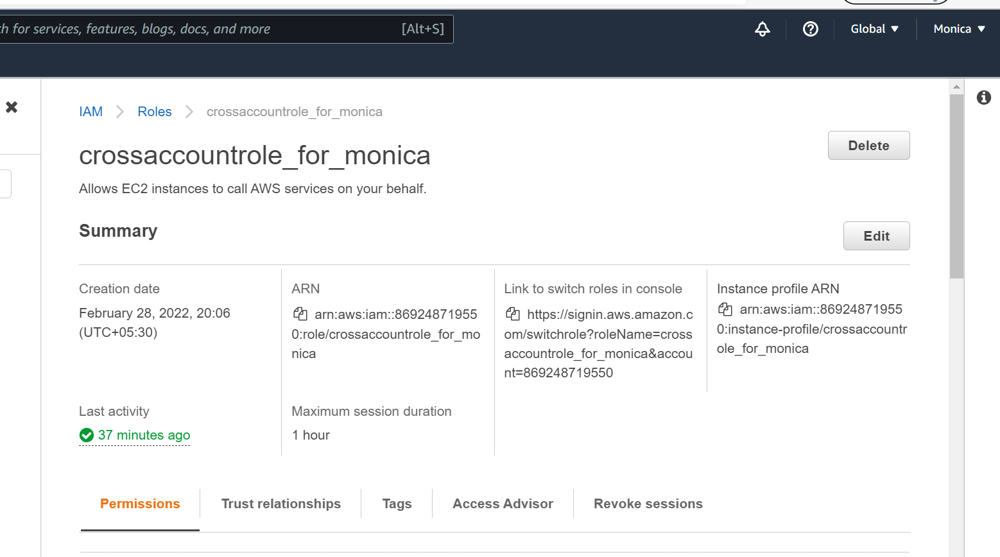 h for services, features, blogs, docs, and more [Alt+S] Global Monica
IAM Roles crossaccountrole_for_monica
crossaccountrole_for_monica
Delete
Allows EC2 instances to call AWS services on your behalf.
Summary
Edit
Creation date
February 28, 2022, 20:06
(UTC+05:30)
ARN
arn:aws:iam::86924871955
0:role/crossaccountrole_for_mo
nica
Link to switch roles in console
https://signin.aws.amazon.c
om/switchrole?roleName=cross
accountrole_for_monica&accou
nt=869248719550
Instance profile ARN
arn:aws:iam::86924871955
0:instance-profile/crossaccountr
ole_for_monica
Last activity
37 minutes ago
Maximum session duration
1 hour
Permissions Trust relationships Tags Access Advisor Revoke sessions